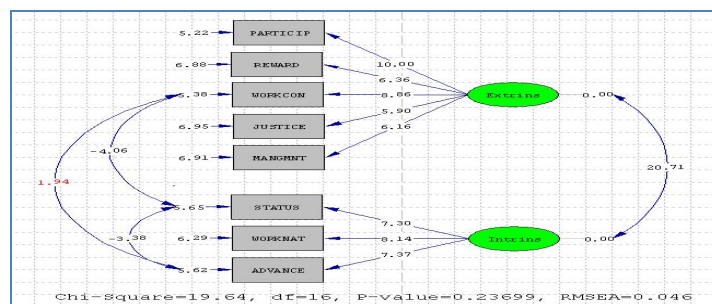 5.22 PARTICIP
10.00
6.88 REWARD
6.36
5.38 WORKCON 8.86 Extrins 0.00
6.95 JUSTICE 5.90
6.16
6.91 MANGMNT
-4.06
20.71
1.94
5.65 STATUS 7.30
-3.38
6.29 WORKNAT 8.14 Intrins 0.00
7.37
5.62 ADVANCE
Chi-Square=19.64, df=16, P-value=0.23699, RMSEA=0.046